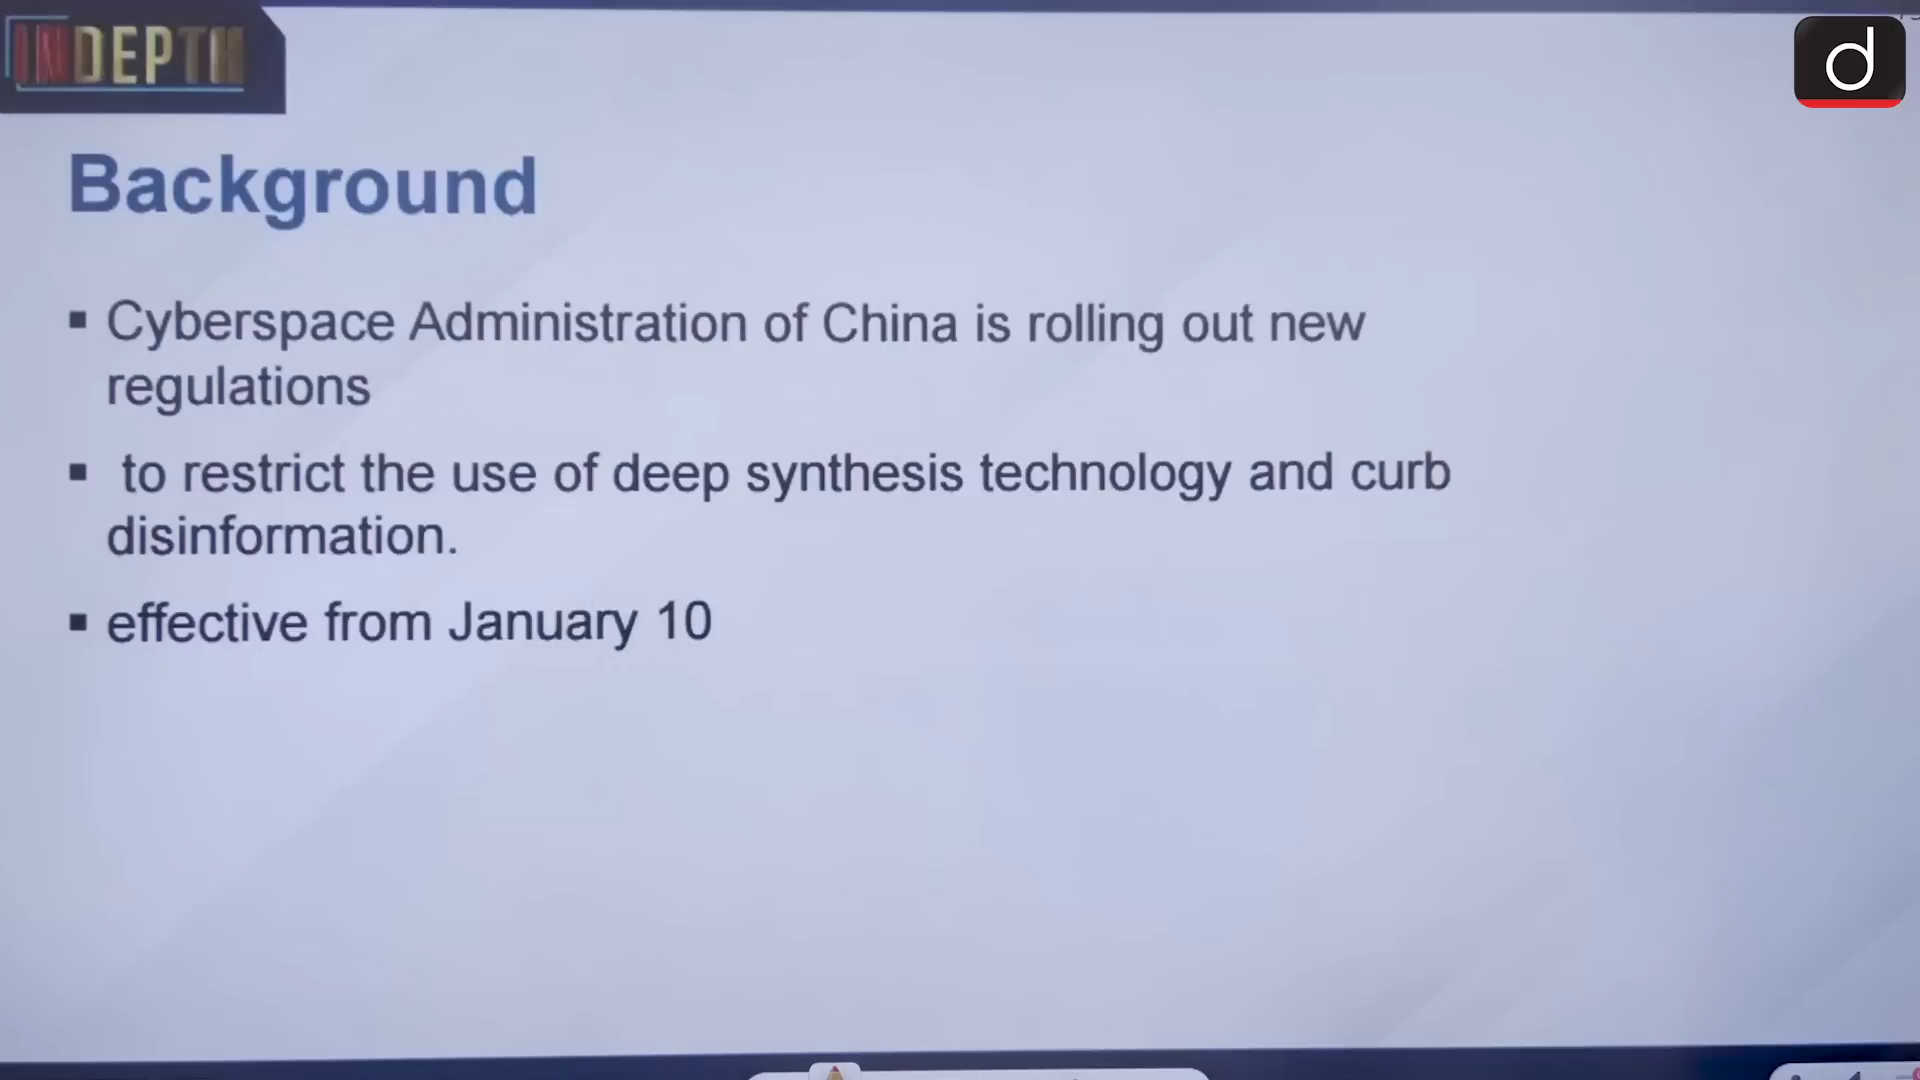 INDEPTH
d
Background
▪ Cyberspace Administration of China is rolling out new
regulations
▪ to restrict the use of deep synthesis technology and curb
disinformation.
▪ effective from January 10